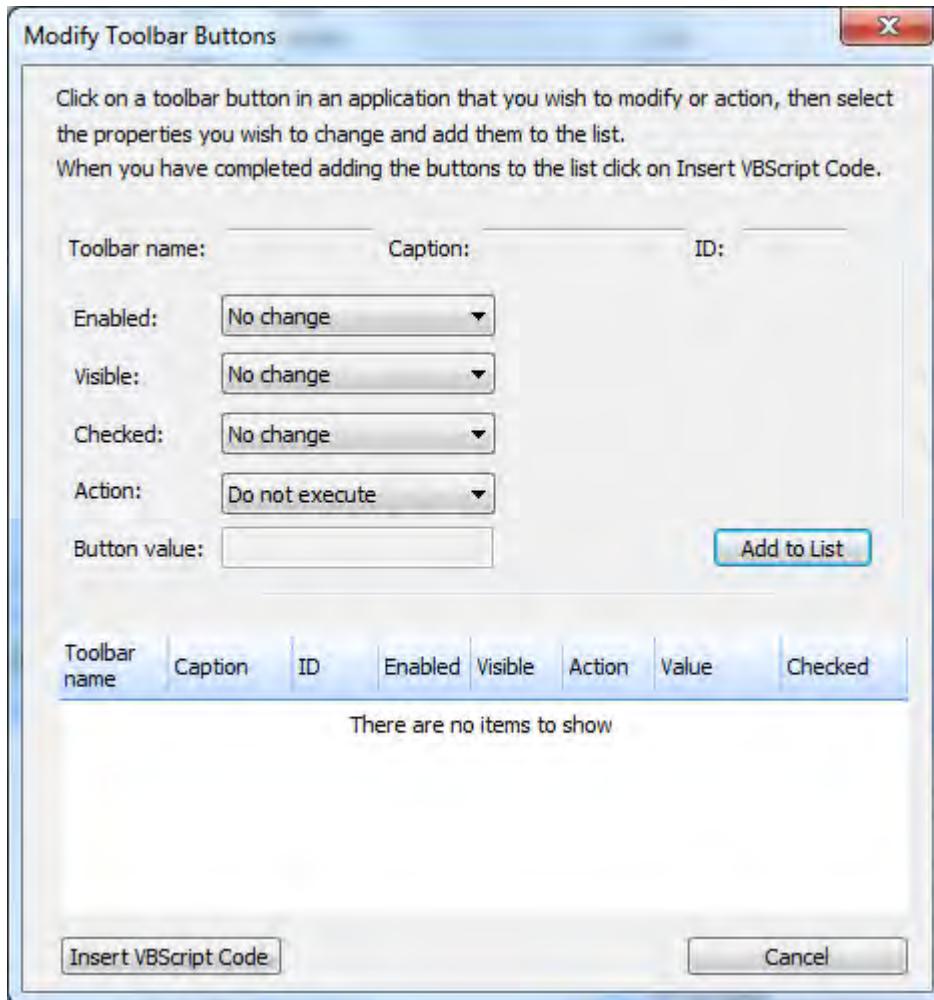 Modify Toolbar Buttons
Click on a toolbar button in an application that you wish to modify or action, then select
the properties you wish to change and add them to the list.
When you have completed adding the buttons to the list click on Insert VBScript Code.
Toolbar name: Caption: ID:
Enabled: No change
Visible: No change
Checked: No change
Action: Do not execute
Button value:
Add to List
Toolbar name Caption ID Enabled Visible Action Value Checked
There are no items to show
Insert VBScript Code Cancel